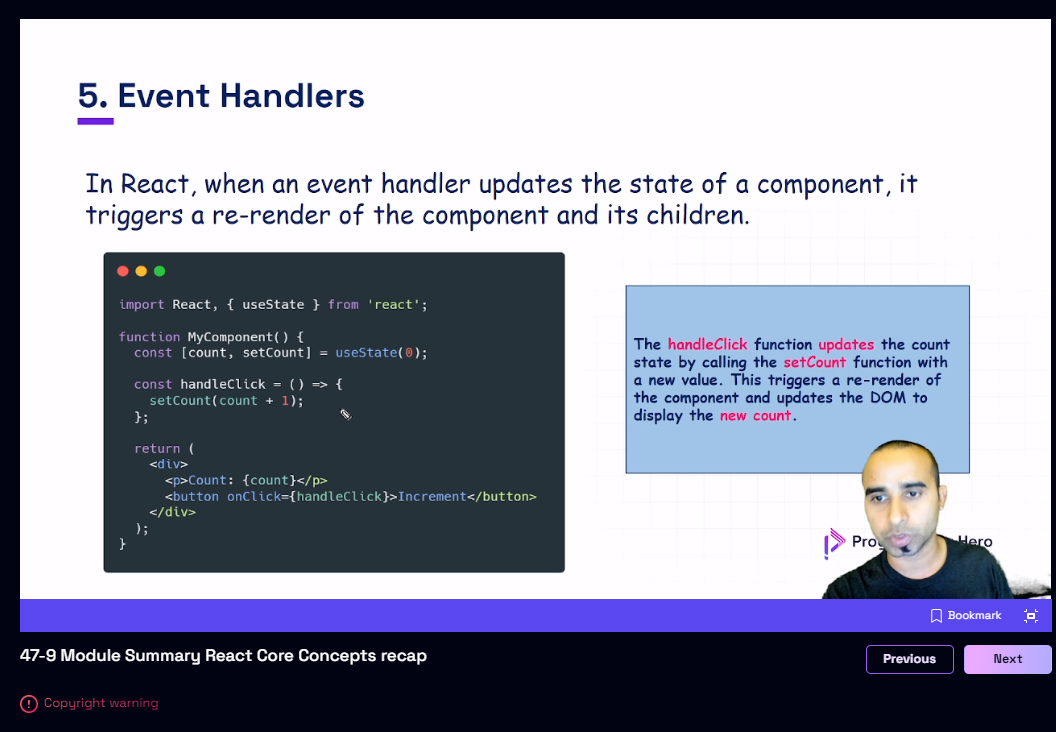 5. Event Handlers
In React, when an event handler updates the state of a component, it
triggers a re-render of the component and its children.
import React, { useState } from 'react';
function MyComponent() {
const [count, setCount] = useState(0);
const handleClick = () => {
setCount(count + 1);
};
return (
<div>
<p>Count: {count}</p>
<button onClick={handleClick}>Increment</button>
</div>
);
}
The handleClick function updates the count
state by calling the setCount function with
a new value. This triggers a re-render of
the component and updates the DOM to
display the new count.
Hero
Bookmark
47-9 Module Summary React Core Concepts recap
Previous
Next
Copyright warning